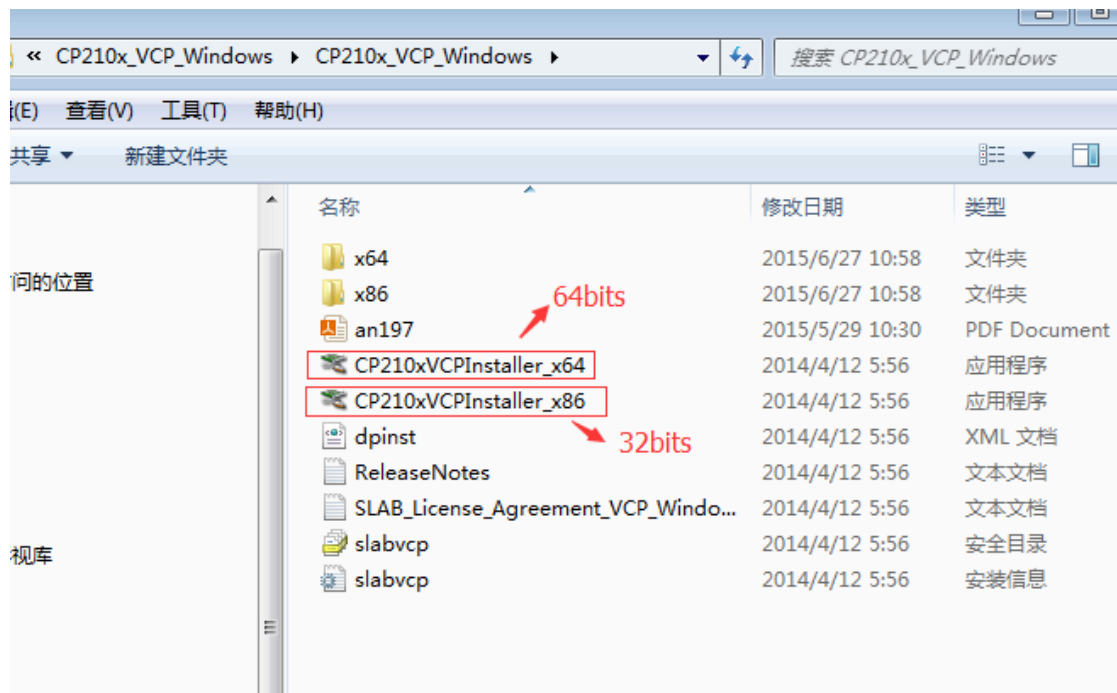 « CP210x_VCP_Windows ▸ CP210x_VCP_Windows ▸ 搜索 CP210x_VCP_Windows
(E) 查看(V) 工具(T) 帮助(H)
共享 新建文件夹
名称 修改日期 类型
x64 2015/6/27 10:58 文件夹
问的位置
x86 2015/6/27 10:58 文件夹
64bits
an197 2015/5/29 10:30 PDF Document
CP210xVCPInstaller_x64 2014/4/12 5:56 应用程序
CP210xVCPInstaller_x86 2014/4/12 5:56 应用程序
dpinst 2014/4/12 5:56 XML 文档
32bits
ReleaseNotes 2014/4/12 5:56 文本文档
SLAB_License_Agreement_VCP_Windo... 2014/4/12 5:56 文本文档
slabvcp 2014/4/12 5:56 安全目录
视库
slabvcp 2014/4/12 5:56 安装信息